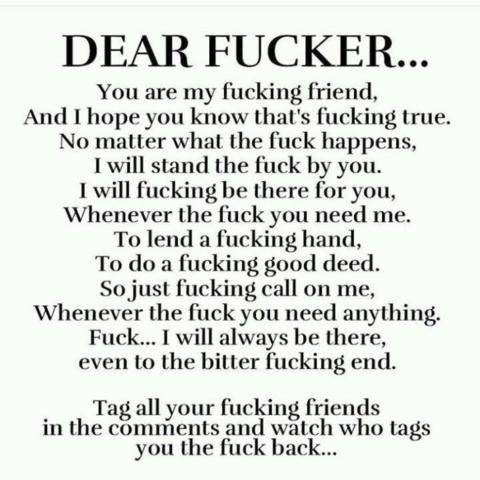 DEAR FUCKER...
You are my fucking friend,
And I hope you know that's fucking true.
No matter what the fuck happens,
I will stand the fuck by you.
I will fucking be there for you,
Whenever the fuck you need me.
To lend a fucking hand,
To do a fucking good deed.
So just fucking call on me,
Whenever the fuck you need anything.
Fuck... I will always be there,
even to the bitter fucking end.
Tag all your fucking friends
in the comments and watch who tags
you the fuck back...